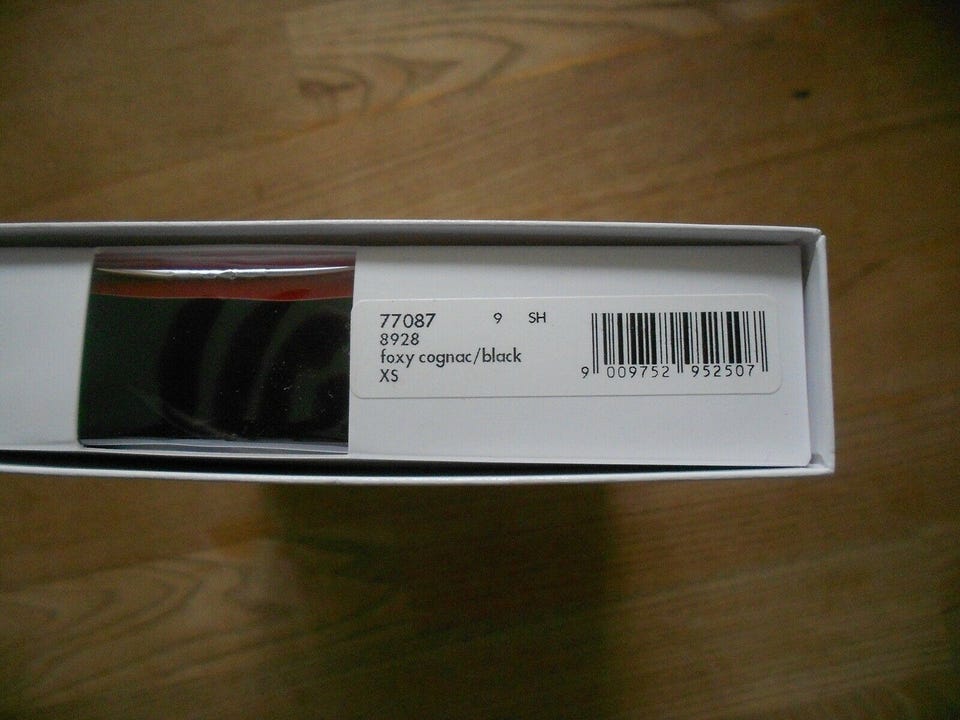 77087 9 SH
8928
foxy cognac/black
XS
9 009752 952507